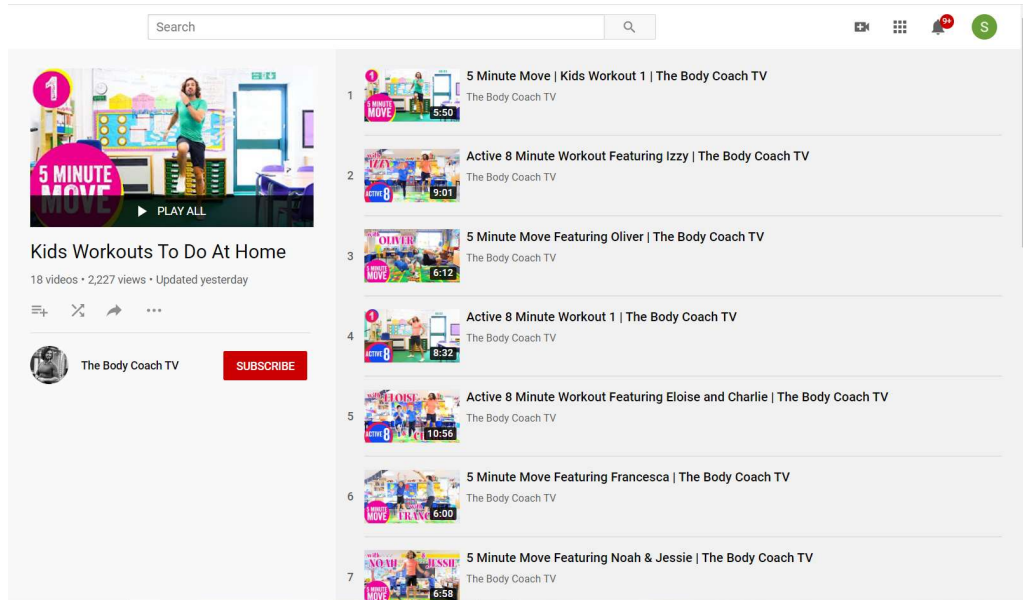 Search
9+
S
1
5 MINUTE
MOVE
PLAY ALL
Kids Workouts To Do At Home
18 videos • 2,227 views • Updated yesterday
The Body Coach TV
SUBSCRIBE
1
1
5 MINUTE
MOVE
5:50
5 Minute Move | Kids Workout 1 | The Body Coach TV
The Body Coach TV
2
with
IZZY
ACTIVE 8
9:01
Active 8 Minute Workout Featuring Izzy | The Body Coach TV
The Body Coach TV
3
with
OLIVER
5 MINUTE
MOVE
6:12
5 Minute Move Featuring Oliver | The Body Coach TV
The Body Coach TV
4
1
ACTIVE 8
8:32
Active 8 Minute Workout 1 | The Body Coach TV
The Body Coach TV
5
with ELOISE
ACTIVE 8
10:56
Active 8 Minute Workout Featuring Eloise and Charlie | The Body Coach TV
The Body Coach TV
6
5 MINUTE
MOVE
6:00
5 Minute Move Featuring Francesca | The Body Coach TV
The Body Coach TV
7
with
NOAH
JESSIE
5 MINUTE
MOVE
6:58
5 Minute Move Featuring Noah & Jessie | The Body Coach TV
The Body Coach TV